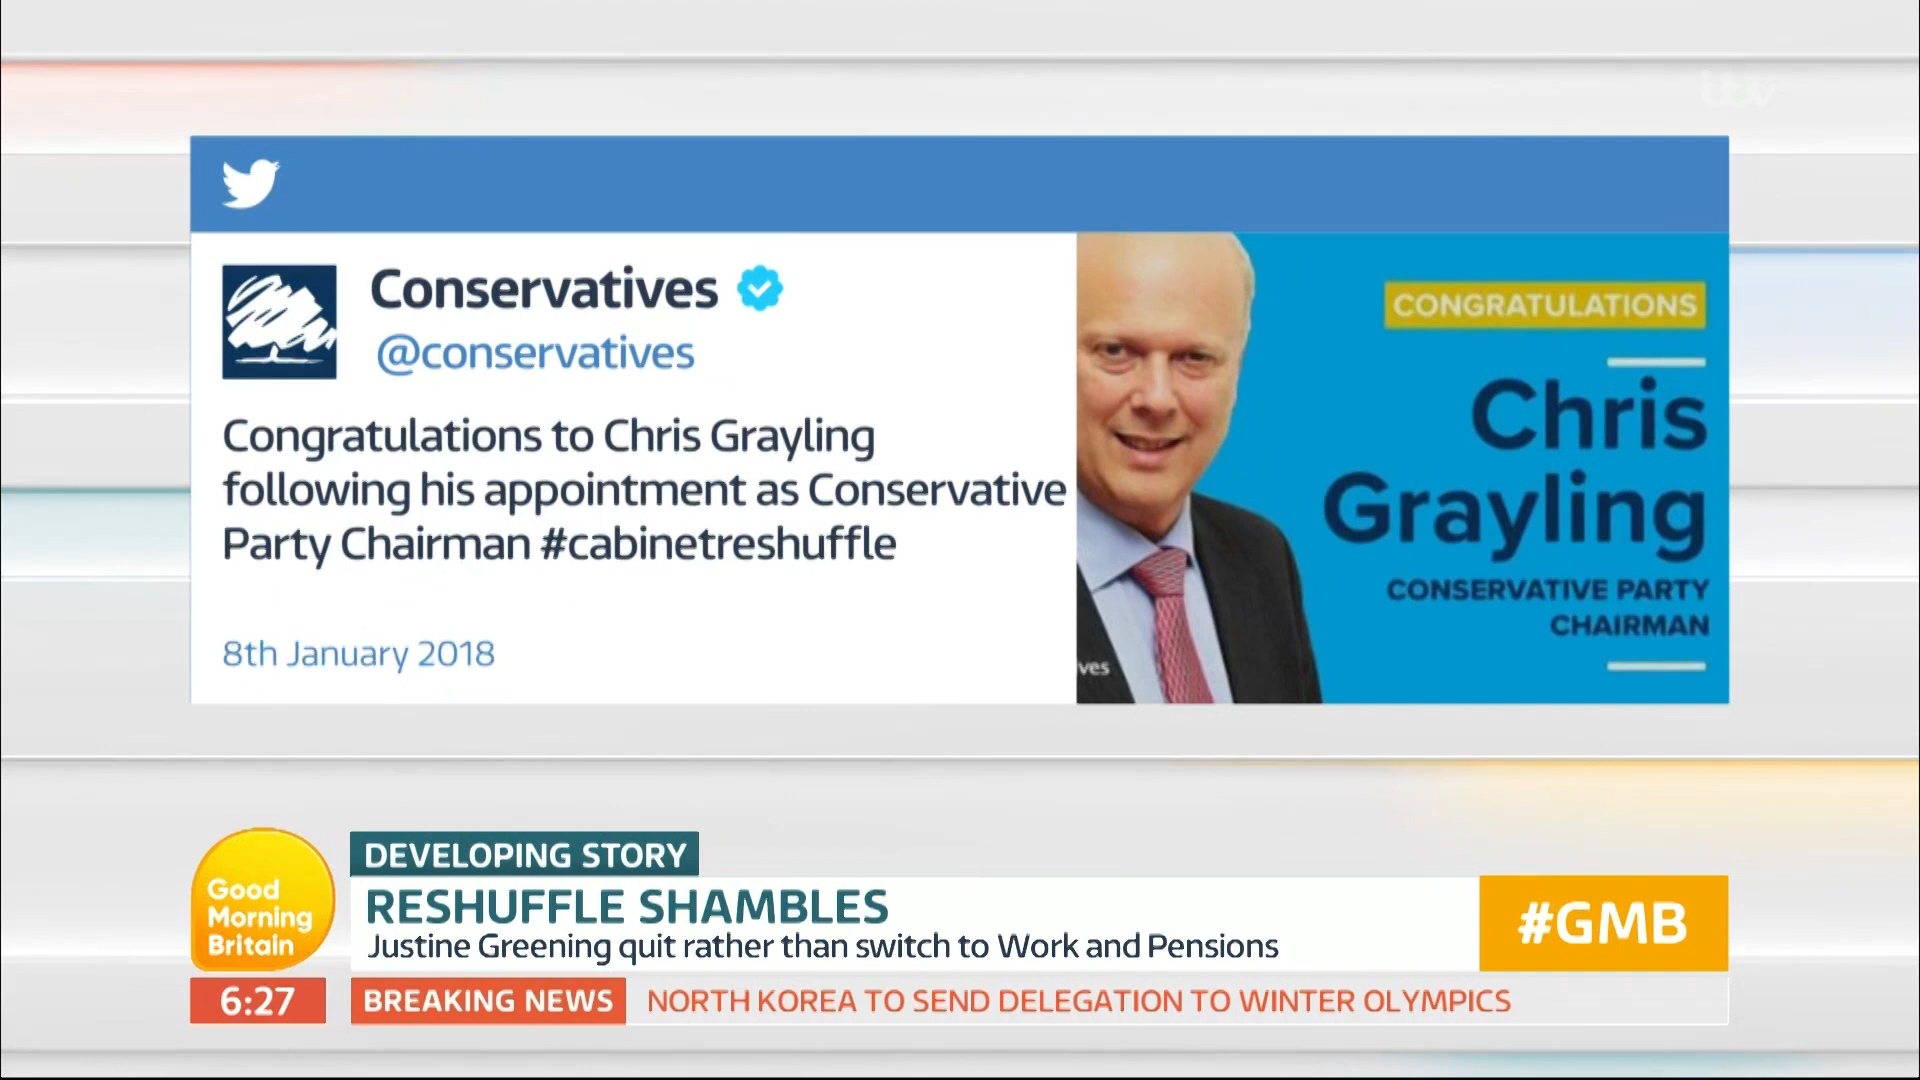 itv
Conservatives
@conservatives
Congratulations to Chris Grayling
following his appointment as Conservative
Party Chairman #cabinetreshuffle
8th January 2018
ves
CONGRATULATIONS
Chris
Grayling
CONSERVATIVE PARTY
CHAIRMAN
Good
Morning
Britain
DEVELOPING STORY
RESHUFFLE SHAMBLES
Justine Greening quit rather than switch to Work and Pensions
#GMB
6:27
BREAKING NEWS
NORTH KOREA TO SEND DELEGATION TO WINTER OLYMPICS